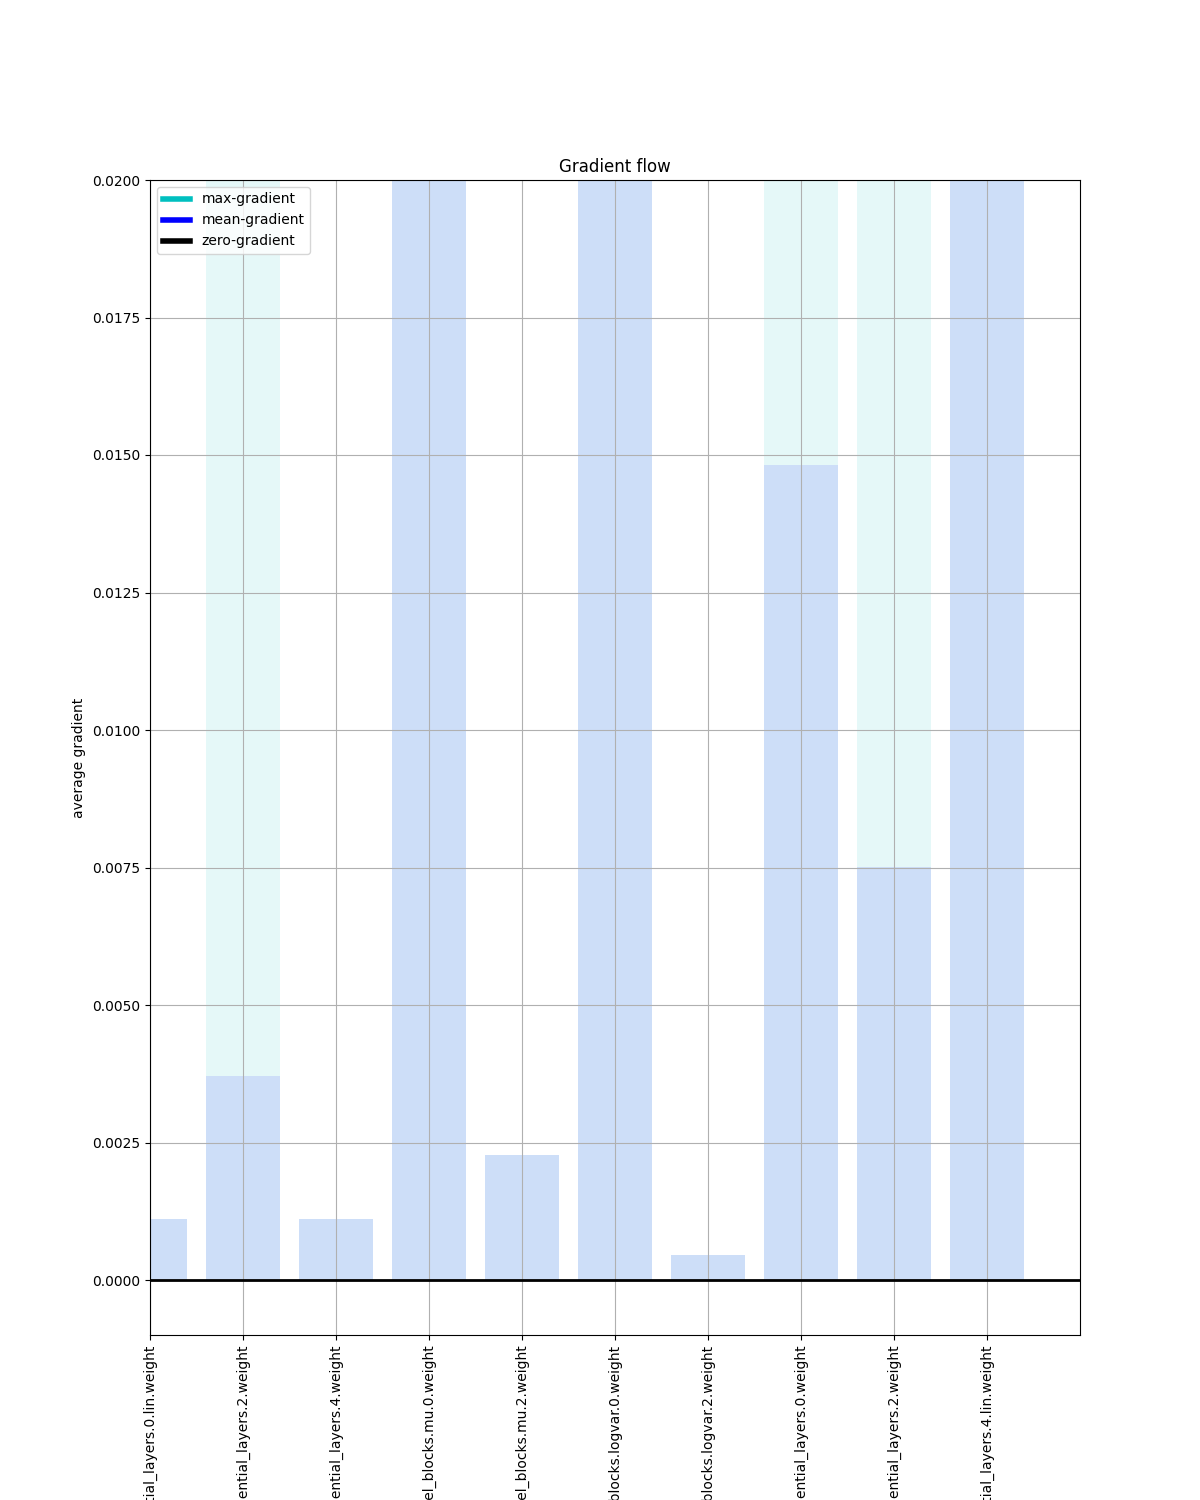 Gradient flow
max-gradient
mean-gradient
zero-gradient
0.0200
0.0175
0.0150
0.0125
0.0100
0.0075
0.0050
0.0025
0.0000
average gradient
tial_layers.0.lin.weight
ential_layers.2.weight
ential_layers.4.weight
el_blocks.mu.0.weight
el_blocks.mu.2.weight
blocks.logvar.0.weight
blocks.logvar.2.weight
ential_layers.0.weight
ential_layers.2.weight
tial_layers.4.lin.weight